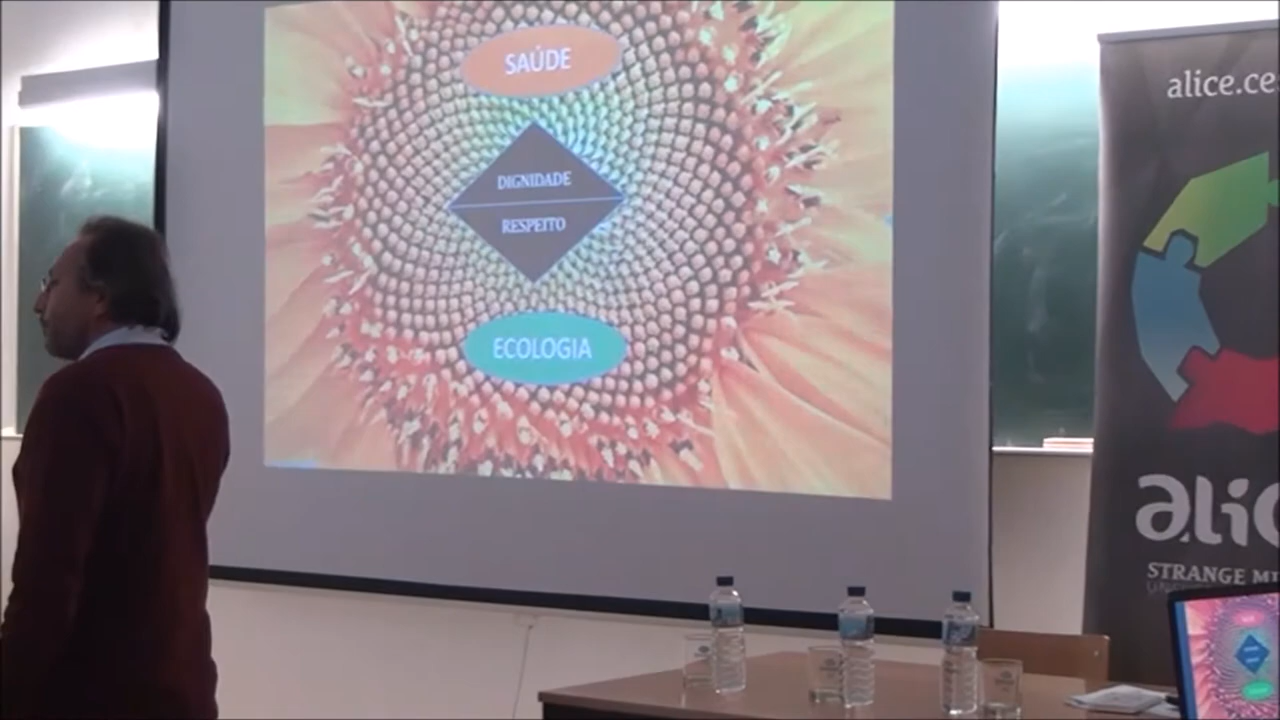 SAÚDE
DIGNIDADE
RESPEITO
ECOLOGIA
alice.ce
alic
STRANGE MI